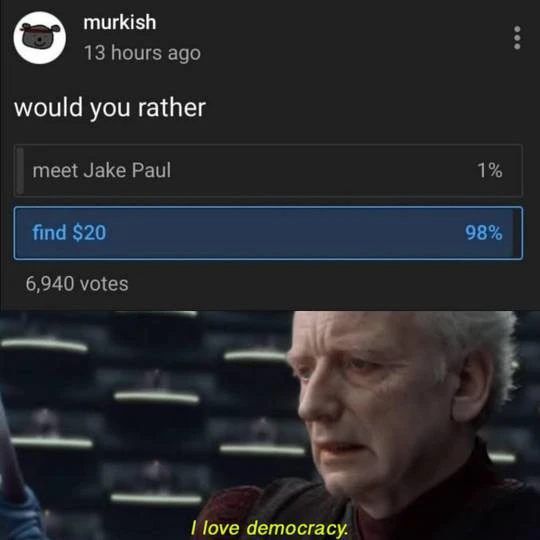 murkish
13 hours ago
would you rather
meet Jake Paul 1%
find $20 98%
6,940 votes
I love democracy.